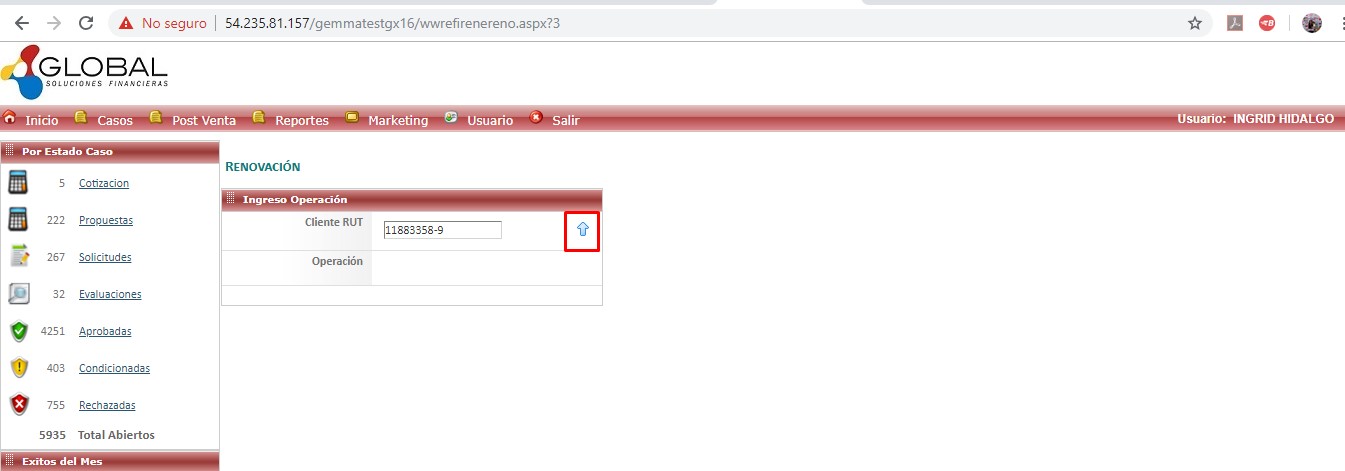 No seguro 54.235.81.157/gemmatestgx16/wwrefirenereno.aspx?3
GLOBAL
SOLUCIONES FINANCIERAS
Inicio Casos Post Venta Reportes Marketing Usuario Salir Usuario: INGRID HIDALGO
Por Estado Caso
5 Cotizacion
222 Propuestas
267 Solicitudes
32 Evaluaciones
4251 Aprobadas
403 Condicionadas
755 Rechazadas
5935 Total Abiertos
Exitos del Mes
RENOVACIÓN
Ingreso Operación
Cliente RUT 11883358-9
Operación